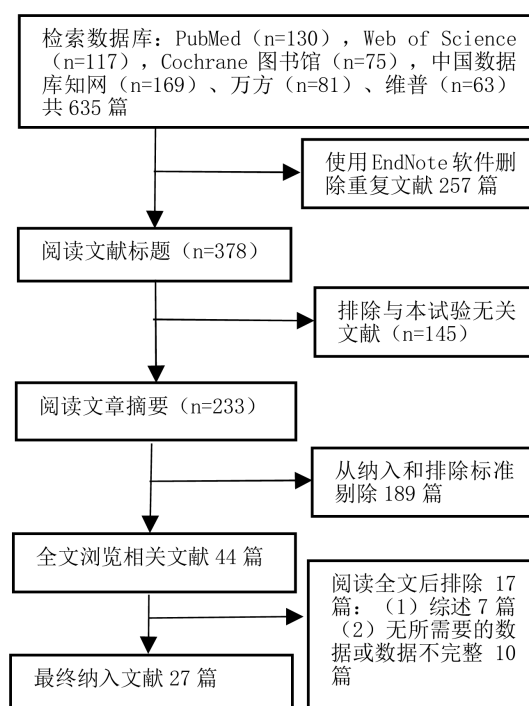 检索数据库：PubMed（n=130），Web of Science
（n=117），Cochrane 图书馆（n=75），中国数据
库知网（n=169）、万方（n=81）、维普（n=63）
共 635 篇
使用 EndNote 软件删
除重复文献 257 篇
阅读文献标题（n=378）
排除与本试验无关
文献（n=145）
阅读文章摘要（n=233）
从纳入和排除标准
剔除 189 篇
全文浏览相关文献 44 篇
阅读全文后排除 17
篇：（1）综述 7 篇
（2）无所需要的数
据或数据不完整 10
篇
最终纳入文献 27 篇